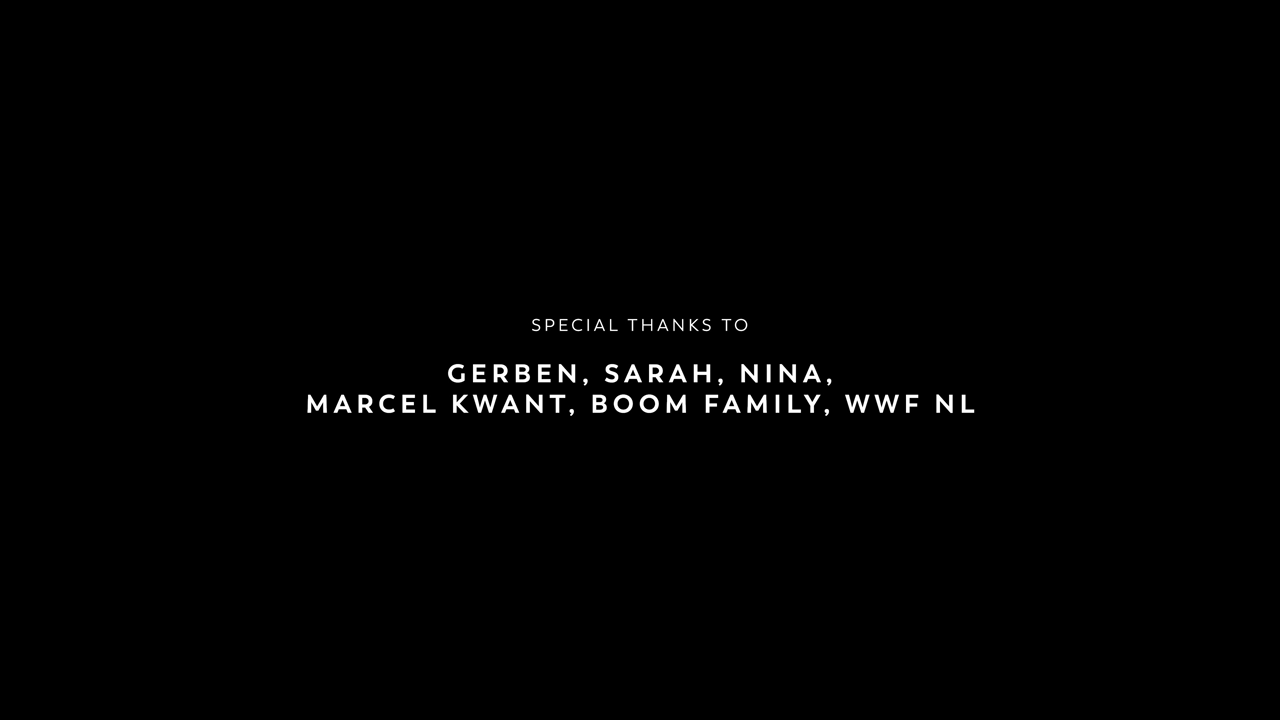 SPECIAL THANKS TO
GERBEN, SARAH, NINA,
MARCEL KWANT, BOOM FAMILY, WWF NL